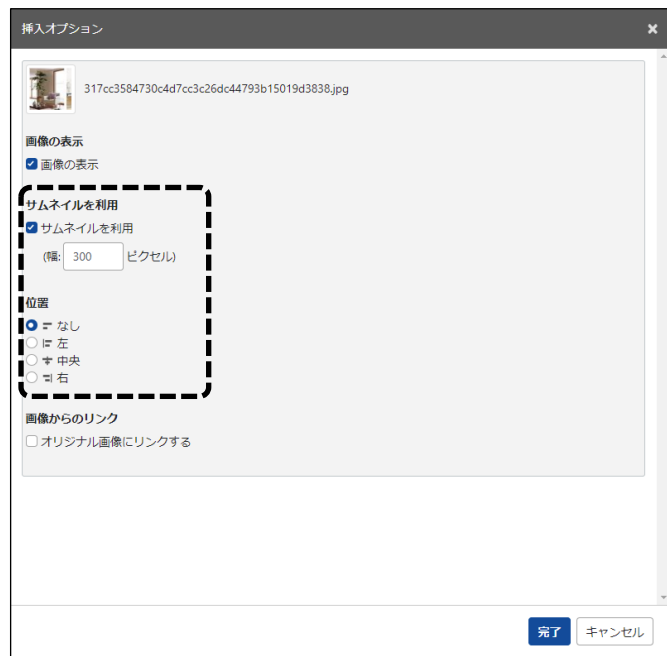 挿入オプション
317cc3584730c4d7cc3c26dc44793b15019d3838.jpg
画像の表示
画像の表示
サムネイルを利用
サムネイルを利用
(幅: 300 ピクセル)
位置
なし
左
中央
右
画像からのリンク
オリジナル画像にリンクする
完了 キャンセル